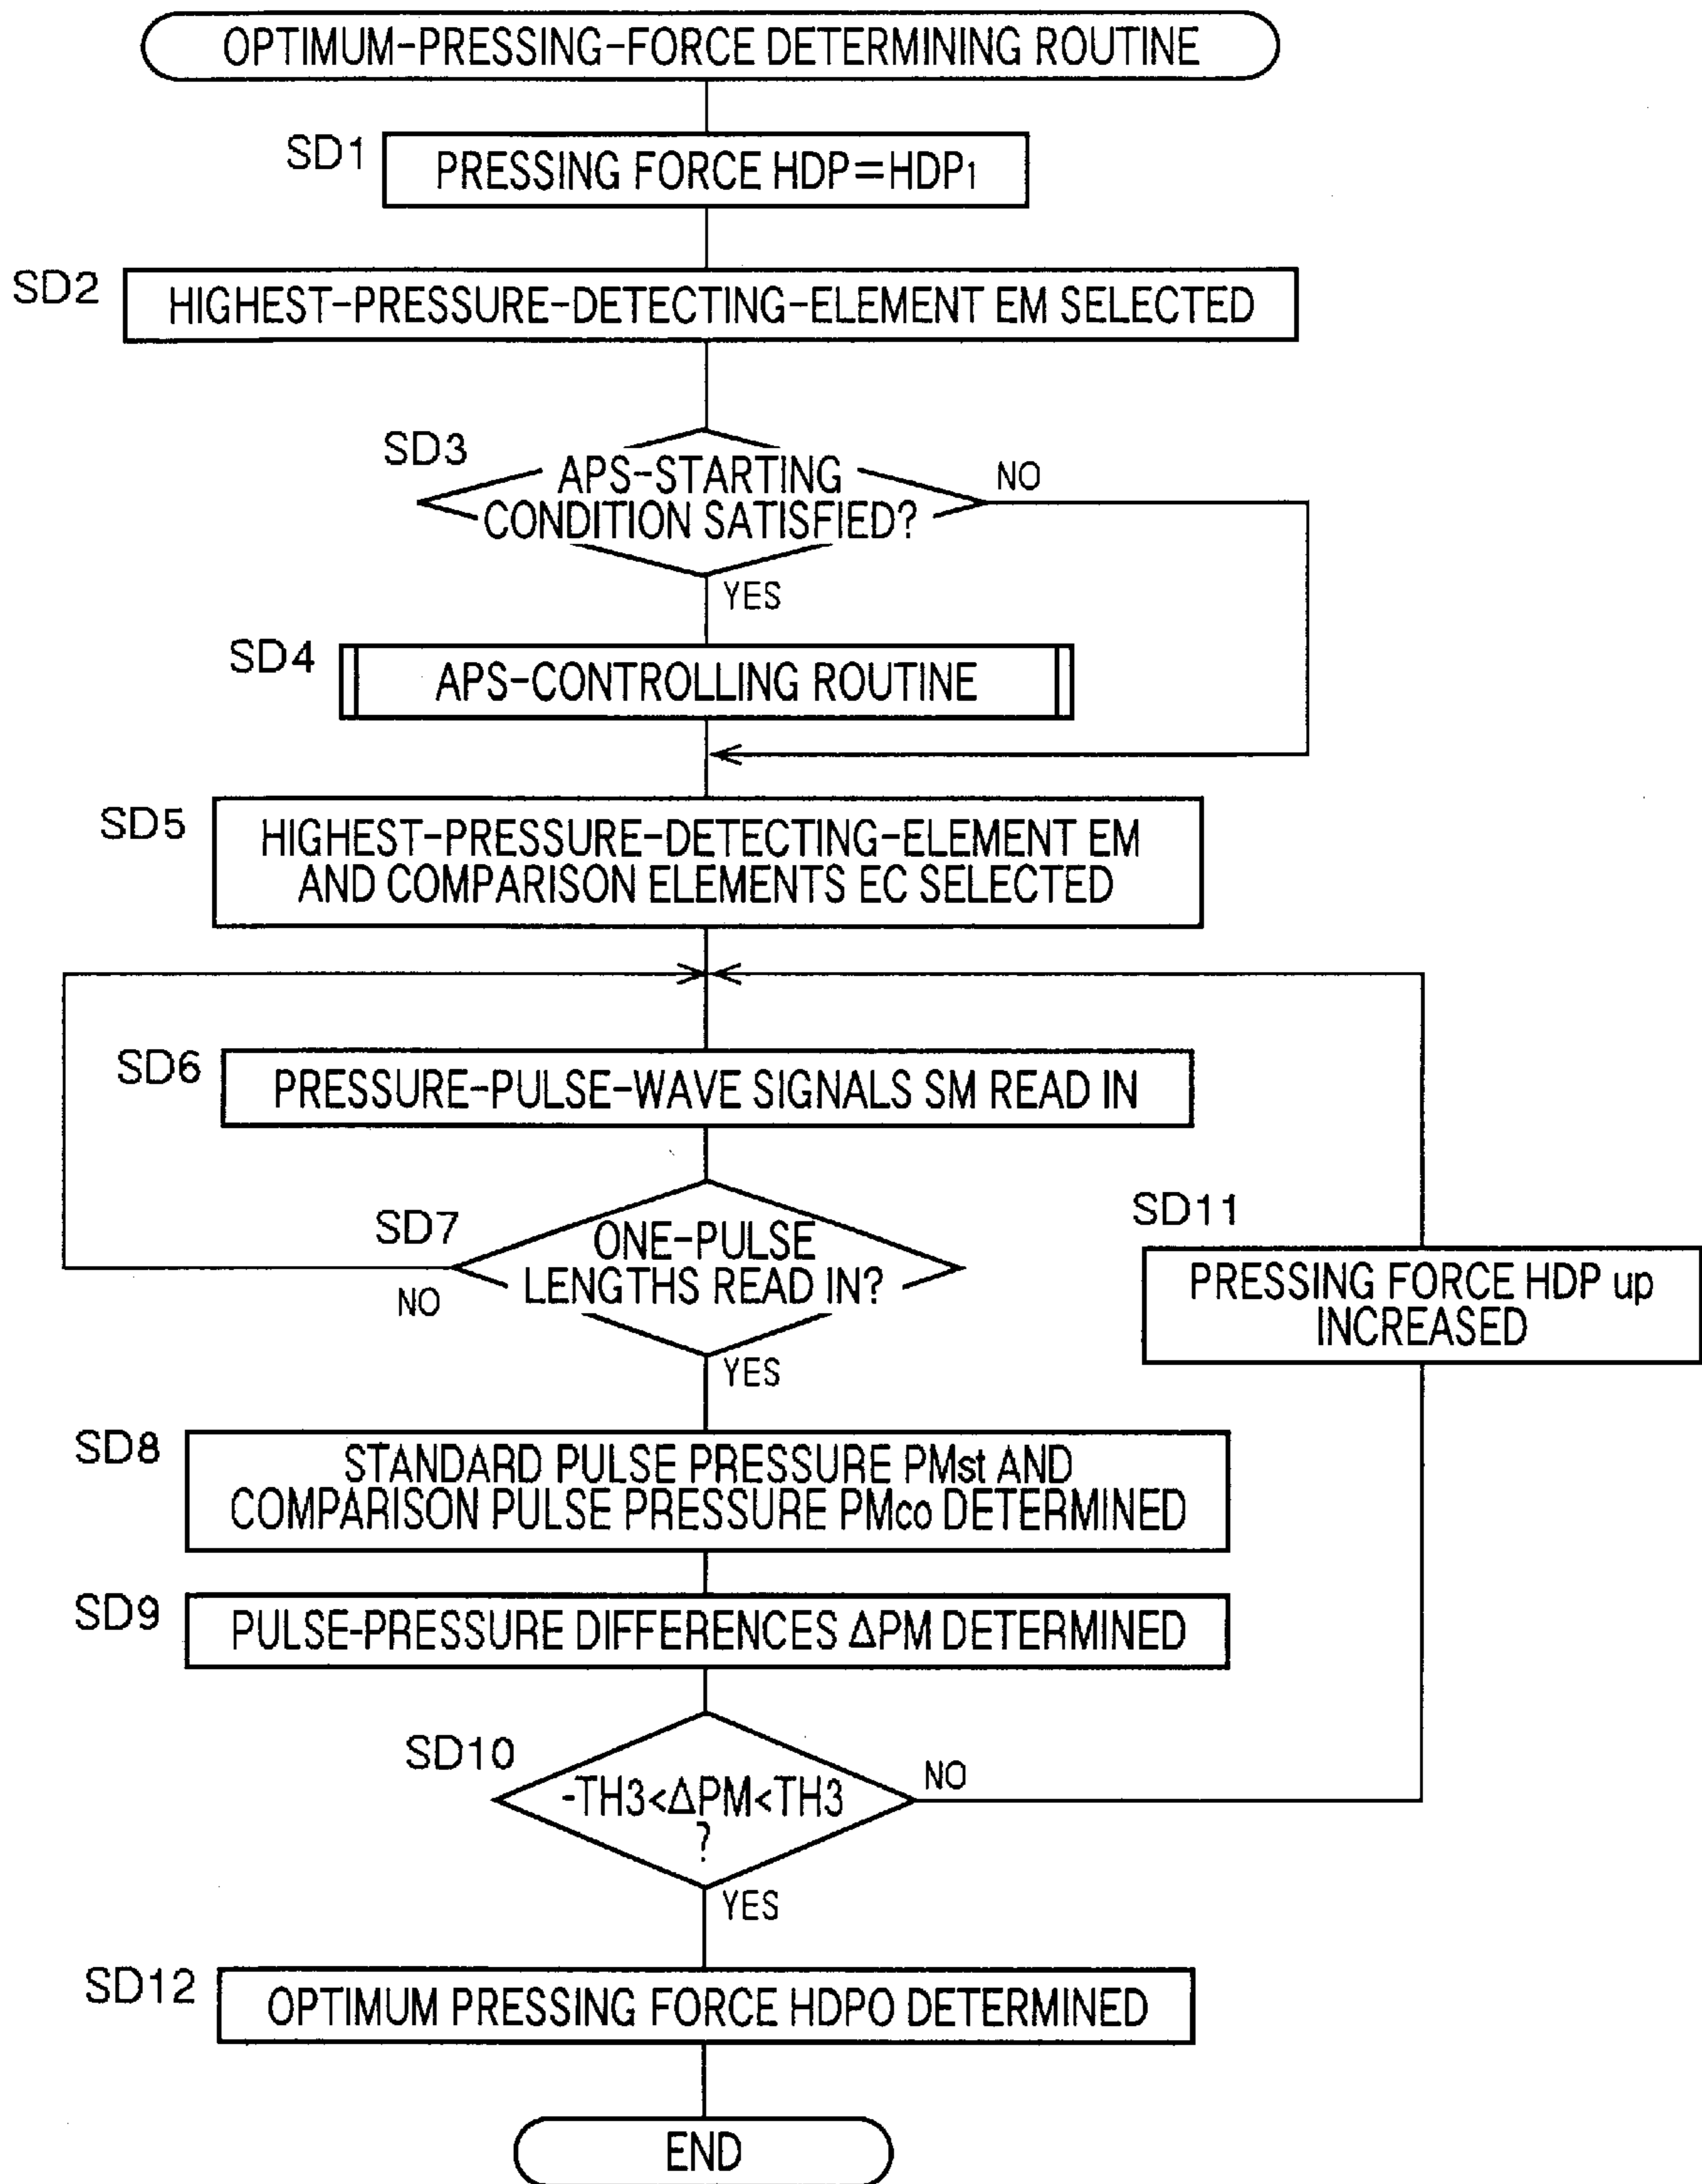 OPTIMUM-PRESSING-FORCE DETERMINING ROUTINE
SD1
PRESSING FORCE HDP=HDP1
SD2
HIGHEST-PRESSURE-DETECTING-ELEMENT EM SELECTED
SD3
APS-STARTING
CONDITION SATISFIED?
NO
YES
SD4
APS-CONTROLLING ROUTINE
SD5
HIGHEST-PRESSURE-DETECTING-ELEMENT EM
AND COMPARISON ELEMENTS EC SELECTED
SD6
PRESSURE-PULSE-WAVE SIGNALS SM READ IN
SD7
ONE-PULSE
LENGTHS READ IN?
NO
YES
SD11
PRESSING FORCE HDP up
INCREASED
SD8
STANDARD PULSE PRESSURE PMst AND
COMPARISON PULSE PRESSURE PMco DETERMINED
SD9
PULSE-PRESSURE DIFFERENCES ΔPM DETERMINED
SD10
-TH3<ΔPM<TH3
?
NO
YES
SD12
OPTIMUM PRESSING FORCE HDPO DETERMINED
END